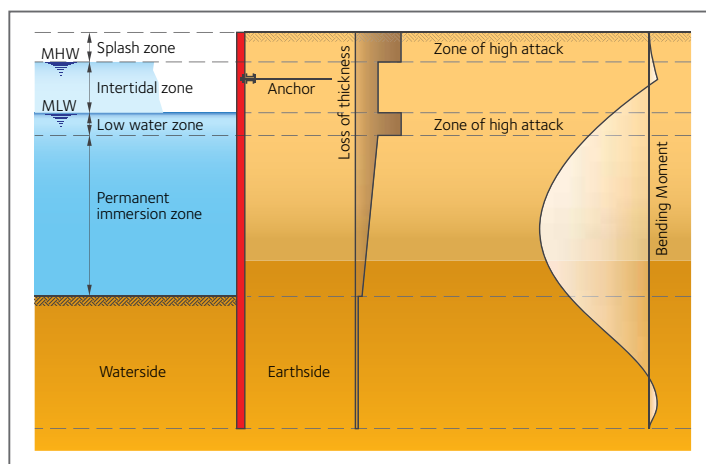 MHW
Splash zone
Zone of high attack
Intertidal zone
Anchor
MLW
Low water zone
Zone of high attack
Loss of thickness
Permanent
immersion zone
Bending Moment
Waterside
Earthside